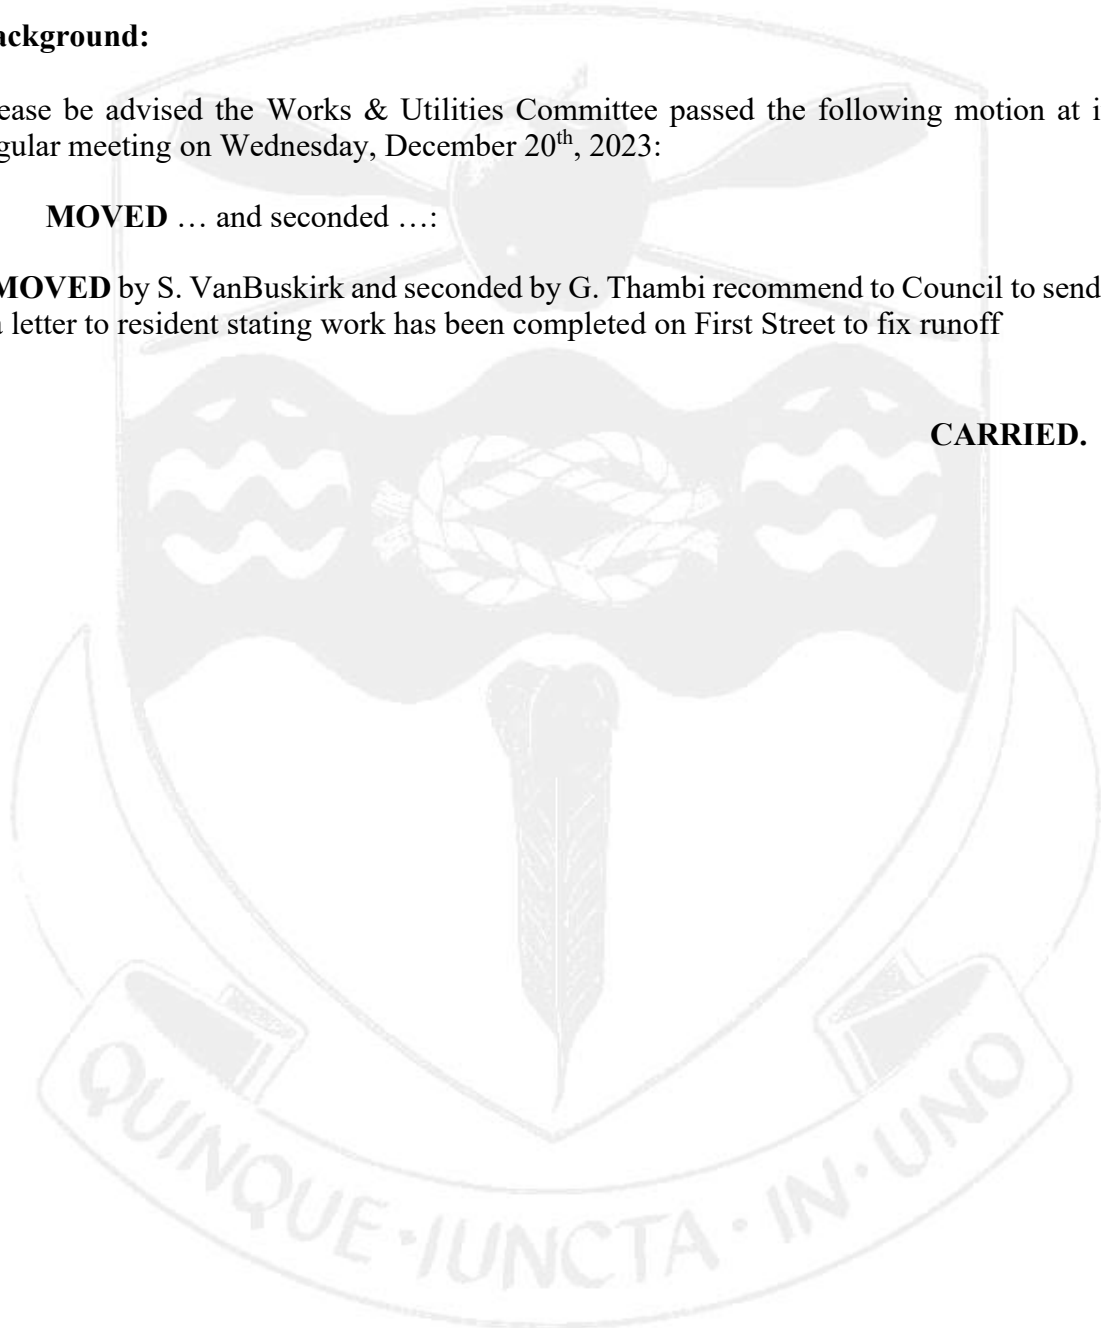 ackground:
ease be advised the Works & Utilities Committee passed the following motion at i
gular meeting on Wednesday, December 20th, 2023:
MOVED … and seconded …:
MOVED by S. VanBuskirk and seconded by G. Thambi recommend to Council to send
a letter to resident stating work has been completed on First Street to fix runoff
CARRIED.
QUINQUE·IUNCTA·IN·UNO